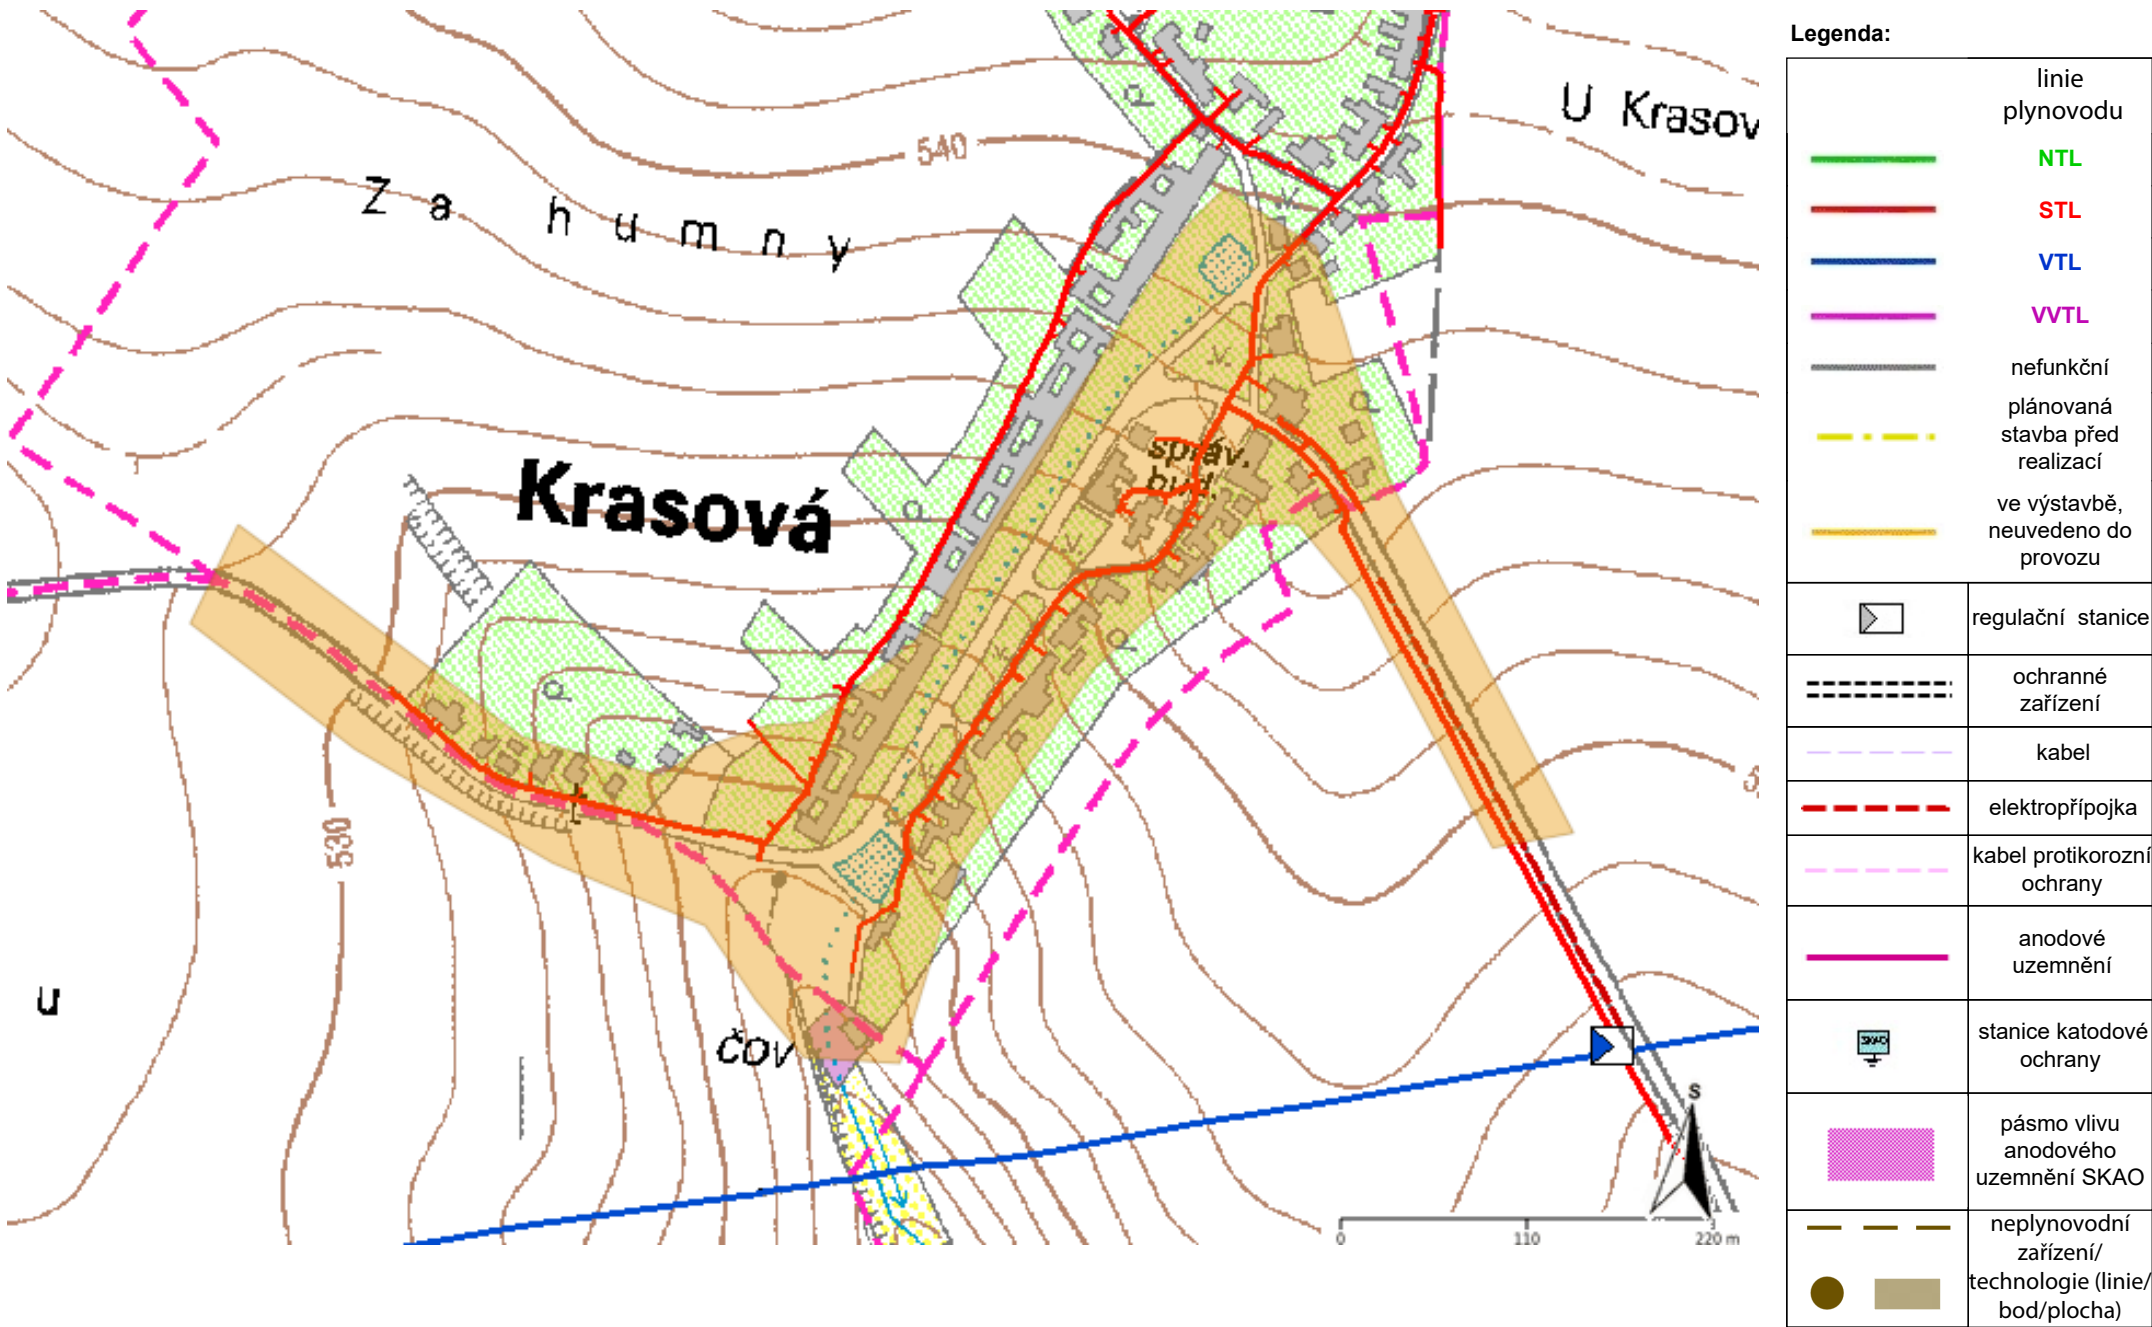 Z a h u m n y
540
U Krasov
Krasová
správ.
bud.
530
u
ČOV
S
0 110 220 m
Legenda:
linie
plynovodu
NTL
STL
VTL
VVTL
nefunkční
plánovaná
stavba před
realizací
ve výstavbě,
neuvedeno do
provozu
regulační stanice
ochranné
zařízení
kabel
elektropřípojka
kabel protikorozní
ochrany
anodové
uzemnění
SKAO
stanice katodové
ochrany
pásmo vlivu
anodového
uzemnění SKAO
neplynovodní
zařízení/
technologie (linie/
bod/plocha)